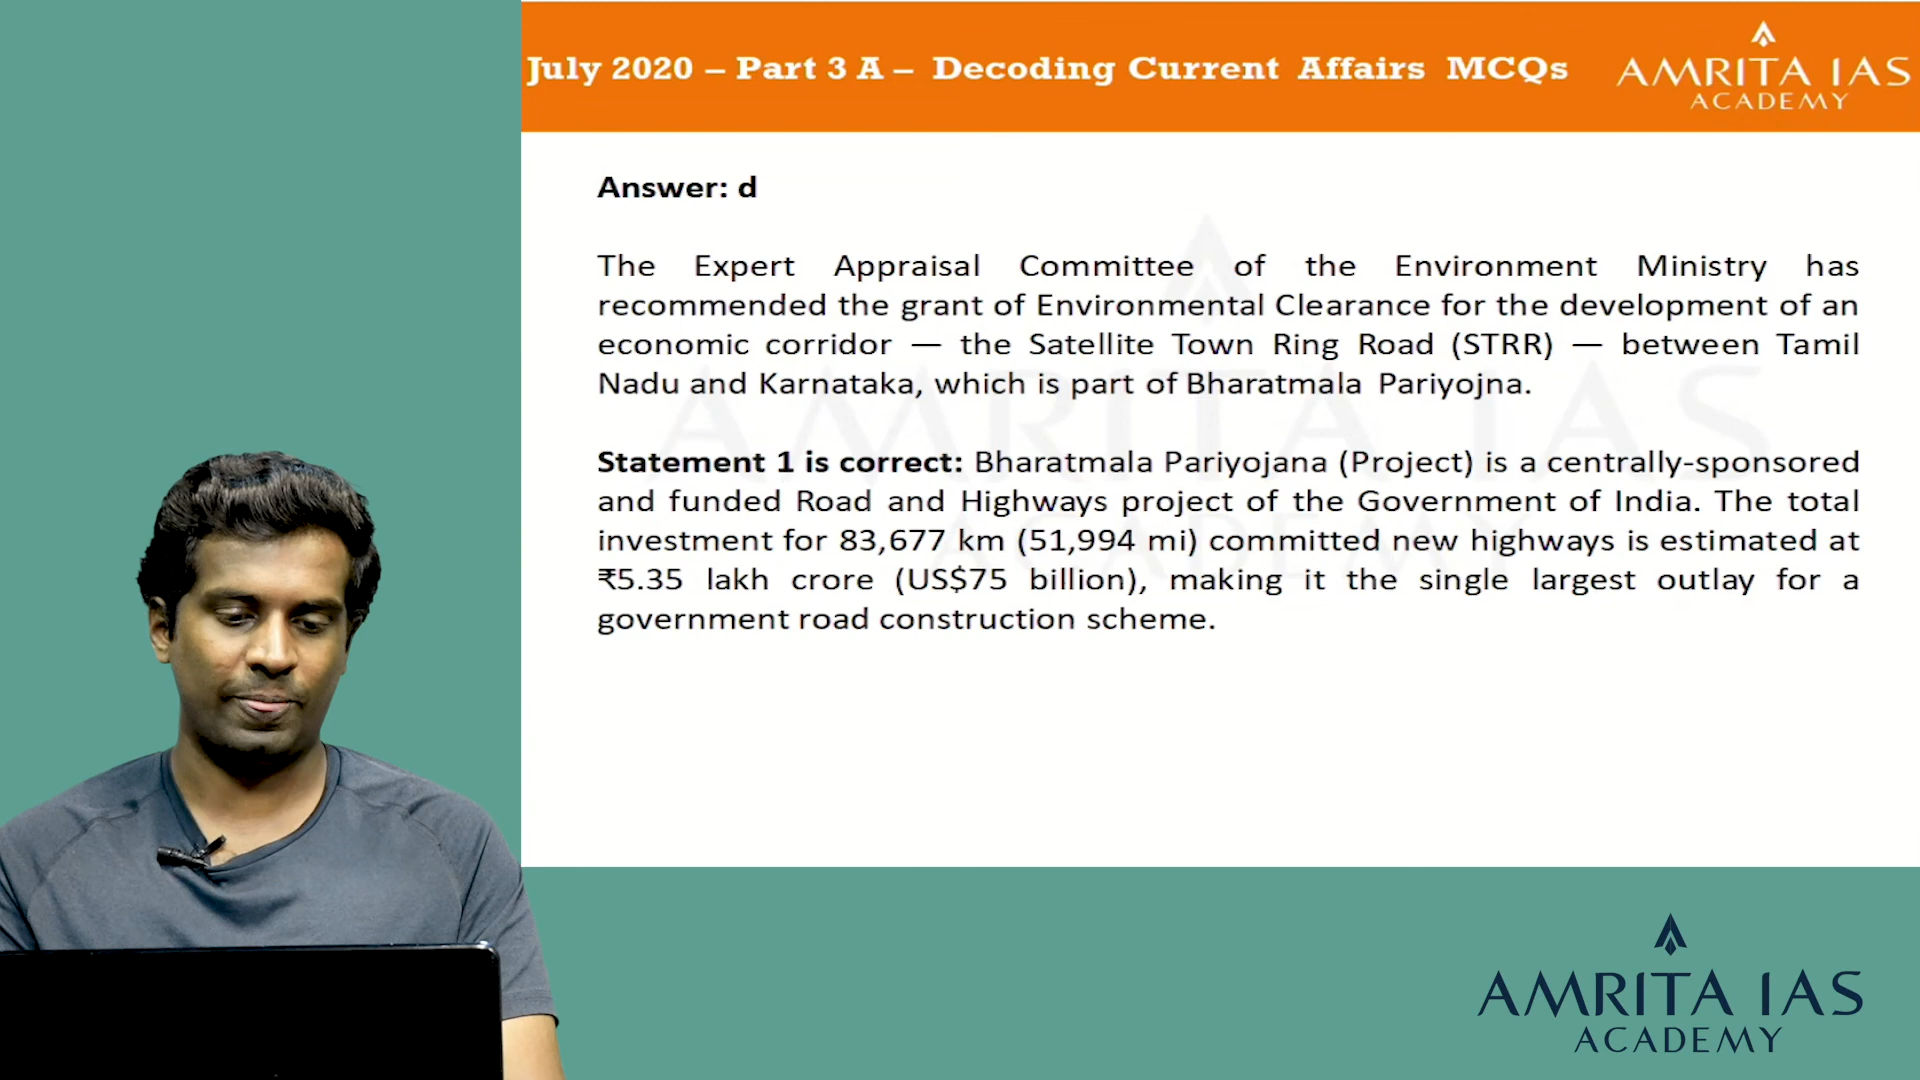 July 2020 – Part 3 A – Decoding Current Affairs MCQs
AMRITA IAS
ACADEMY
Answer: d
The Expert Appraisal Committee of the Environment Ministry has
recommended the grant of Environmental Clearance for the development of an
economic corridor — the Satellite Town Ring Road (STRR) — between Tamil
Nadu and Karnataka, which is part of Bharatmala Pariyojna.
Statement 1 is correct: Bharatmala Pariyojana (Project) is a centrally-sponsored
and funded Road and Highways project of the Government of India. The total
investment for 83,677 km (51,994 mi) committed new highways is estimated at
₹5.35 lakh crore (US$75 billion), making it the single largest outlay for a
government road construction scheme.
AMRITA IAS
ACADEMY
AMRITA IAS
ACADEMY